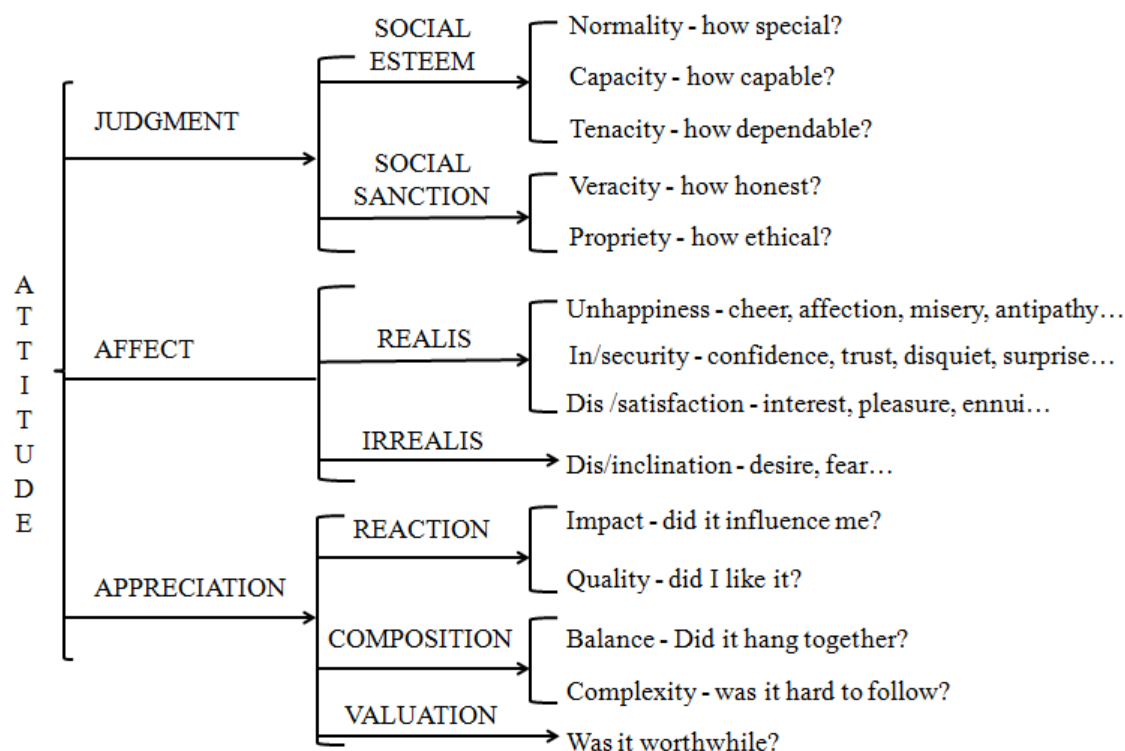 ATTITUDE
JUDGMENT
SOCIAL
ESTEEM
Normality - how special?
Capacity - how capable?
Tenacity - how dependable?
SOCIAL
SANCTION
Veracity - how honest?
Propriety - how ethical?
AFFECT
REALIS
Unhappiness - cheer, affection, misery, antipathy…
In/security - confidence, trust, disquiet, surprise…
Dis /satisfaction - interest, pleasure, ennui…
IRREALIS
Dis/inclination - desire, fear…
APPRECIATION
REACTION
Impact - did it influence me?
Quality - did I like it?
COMPOSITION
Balance - Did it hang together?
Complexity - was it hard to follow?
VALUATION
Was it worthwhile?